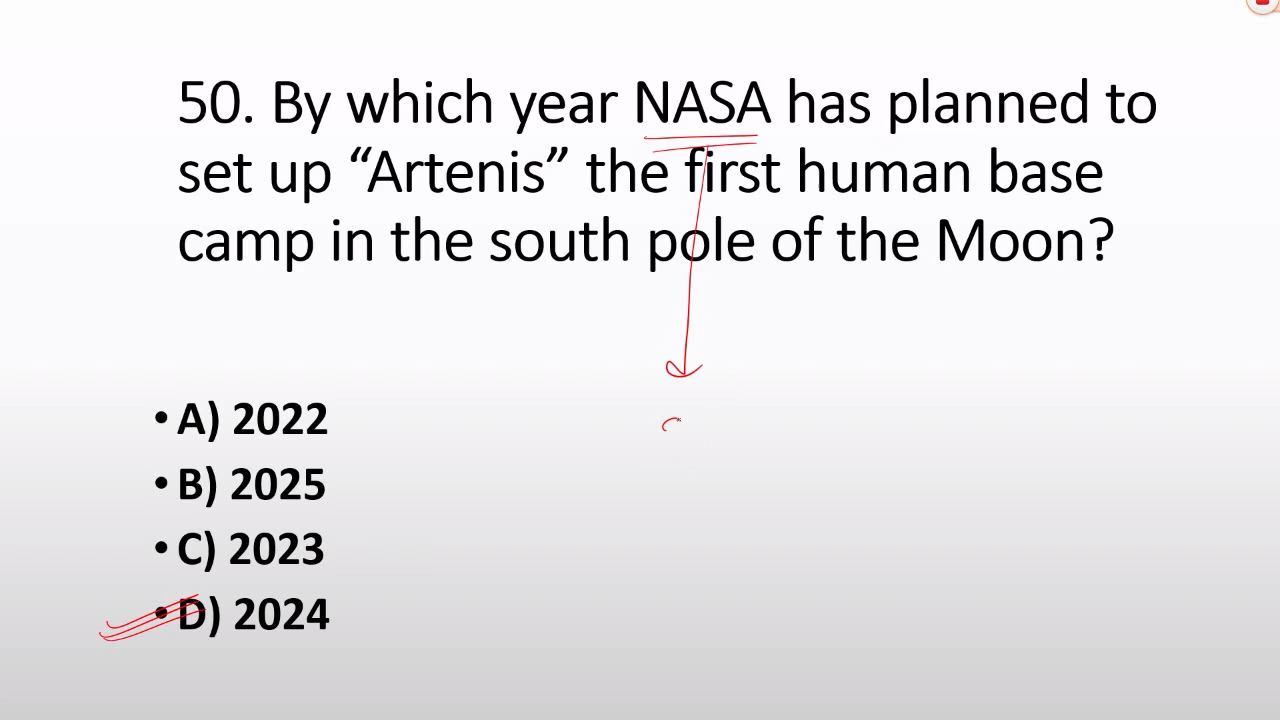 50. By which year NASA has planned to
set up “Artenis” the first human base
camp in the south pole of the Moon?
• A) 2022
• B) 2025
• C) 2023
• D) 2024